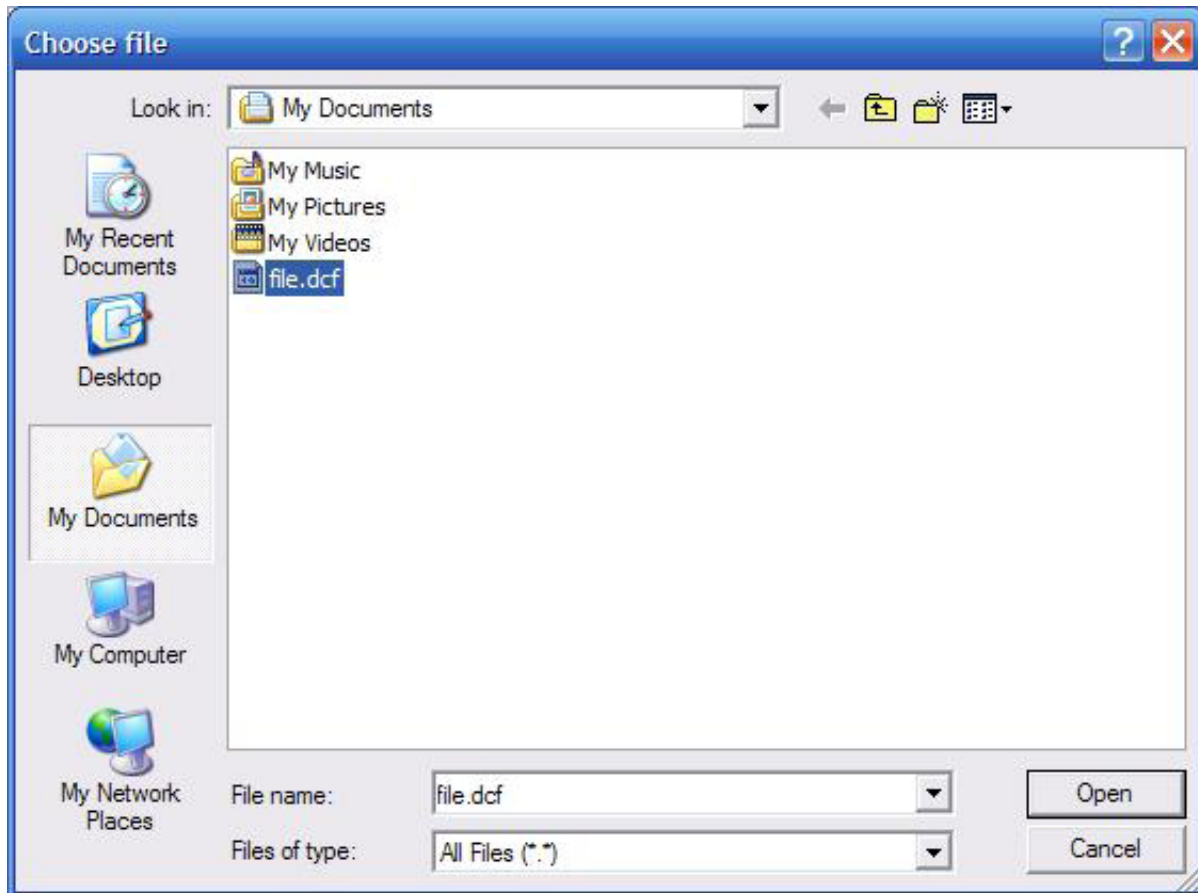 Choose file
Look in:
My Documents
My Music
My Pictures
My Videos
file.dcf
My Recent
Documents
Desktop
My Documents
My Computer
My Network
Places
File name:
file.dcf
Open
Files of type:
All Files (*.*)
Cancel